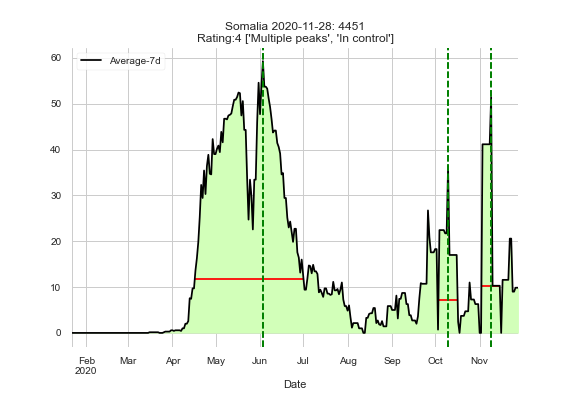 Somalia 2020-11-28: 4451
Rating:4 ['Multiple peaks', 'In control']
Average-7d
60
50
40
30
20
10
0
Feb Mar Apr May Jun Jul Aug Sep Oct Nov
2020
Date